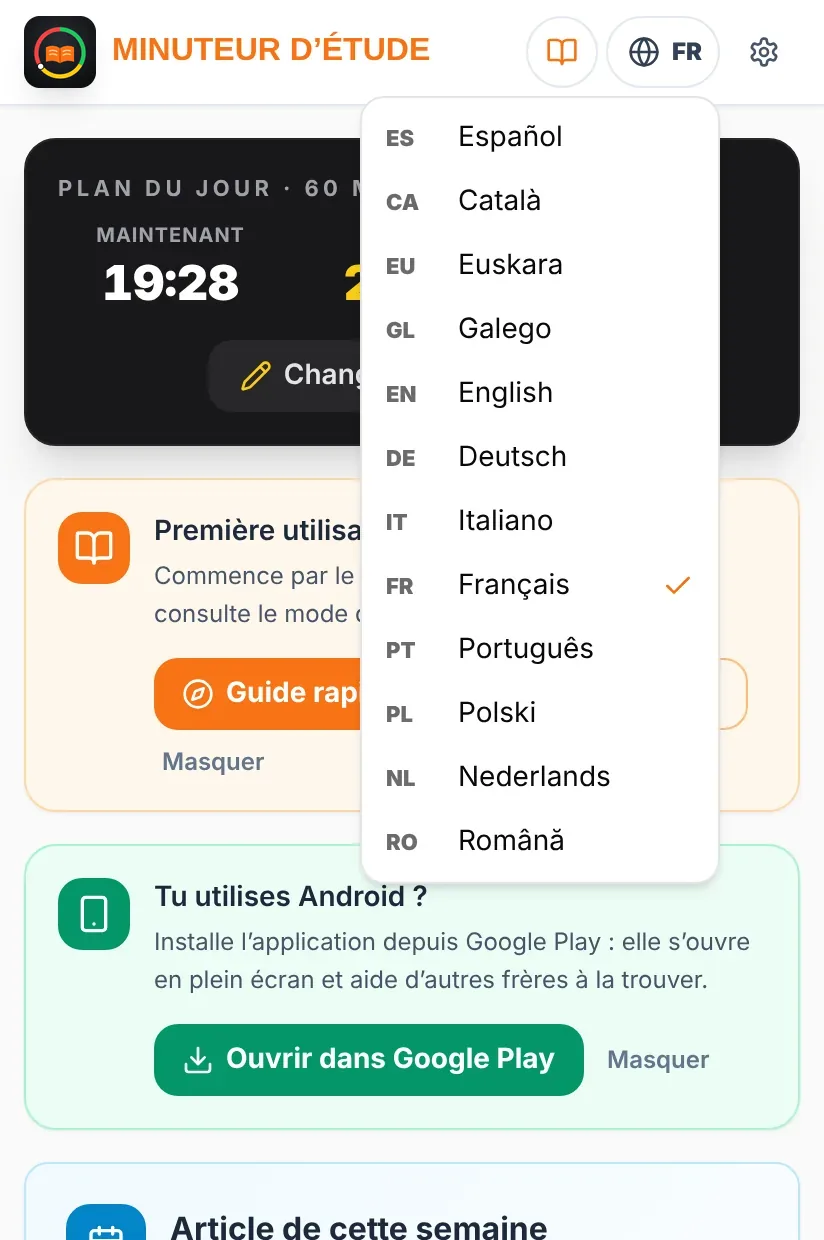 MINUTEUR D’ÉTUDE
FR
ES Español
CA Català
EU Euskara
GL Galego
EN English
DE Deutsch
IT Italiano
FR Français
PT Português
PL Polski
NL Nederlands
RO Română
PLAN DU JOUR · 60
MAINTENANT
19:28
Première
Commence par le
consulte le mode
Guide
Masquer
Tu utilises Android ?
Installe l’application depuis Google Play : elle s’ouvre
en plein écran et aide d’autres frères à la trouver.
Ouvrir dans Google Play
Masquer
Article de cette semaine